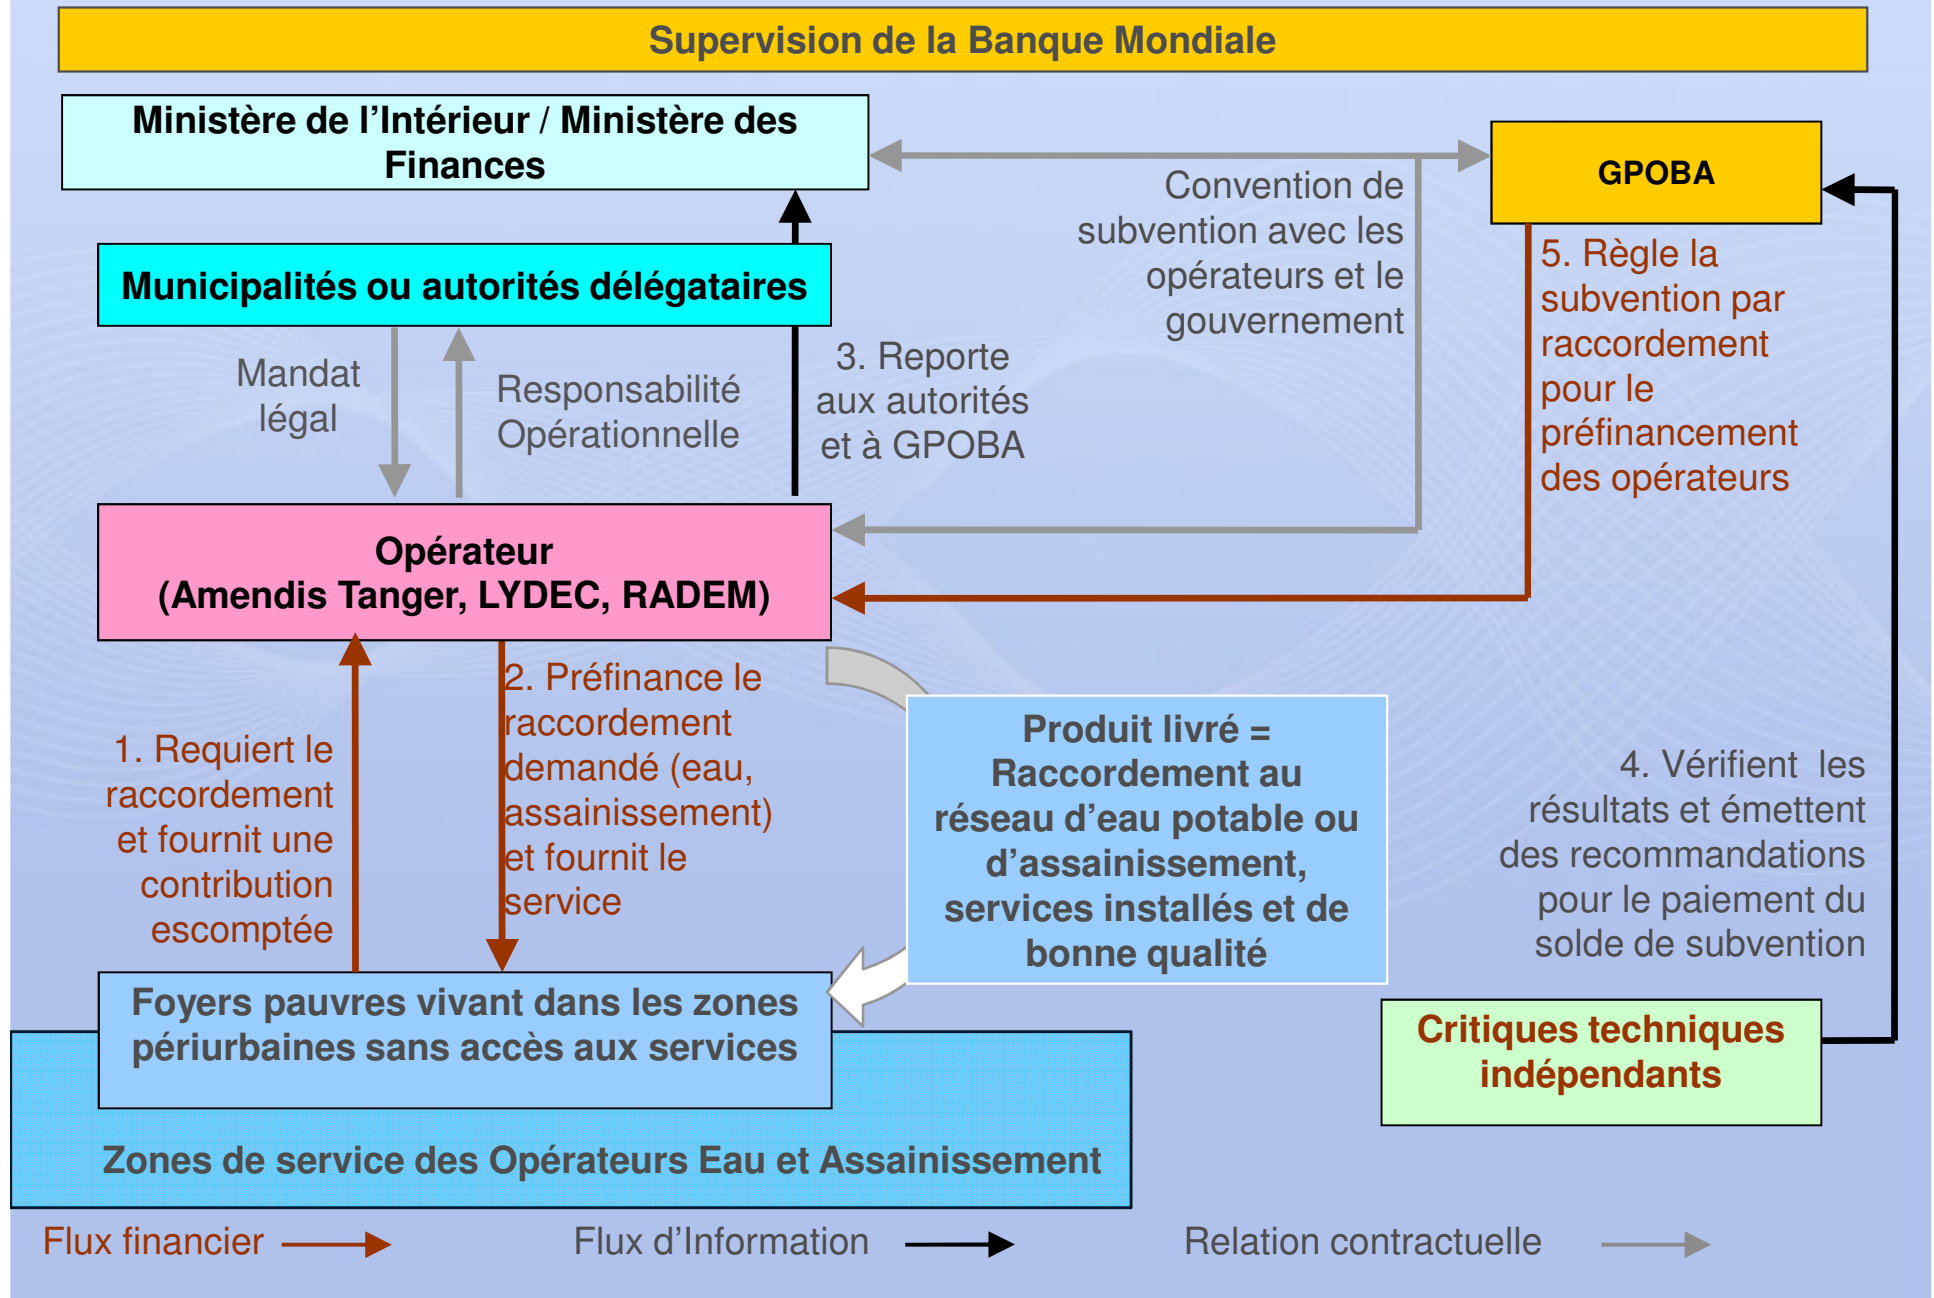 Supervision de la Banque Mondiale
Ministère de l’Intérieur / Ministère des
Finances
GPOBA
Convention de
subvention avec les
opérateurs et le
gouvernement
Municipalités ou autorités délégataires
5. Règle la
subvention par
raccordement
pour le
préfinancement
des opérateurs
Mandat
légal
Responsabilité
Opérationnelle
3. Reporte
aux autorités
et à GPOBA
Opérateur
(Amendis Tanger, LYDEC, RADEM)
1. Requiert le
raccordement
et fournit une
contribution
escomptée
2. Préfinance le
raccordement
demandé (eau,
assainissement)
et fournit le
service
Produit livré =
Raccordement au
réseau d’eau potable ou
d’assainissement,
services installés et de
bonne qualité
4. Vérifient  les
résultats et émettent
des recommandations
pour le paiement du
solde de subvention
Foyers pauvres vivant dans les zones
périurbaines sans accès aux services
Critiques techniques
indépendants
Zones de service des Opérateurs Eau et Assainissement
Flux financier
Flux d’Information
Relation contractuelle